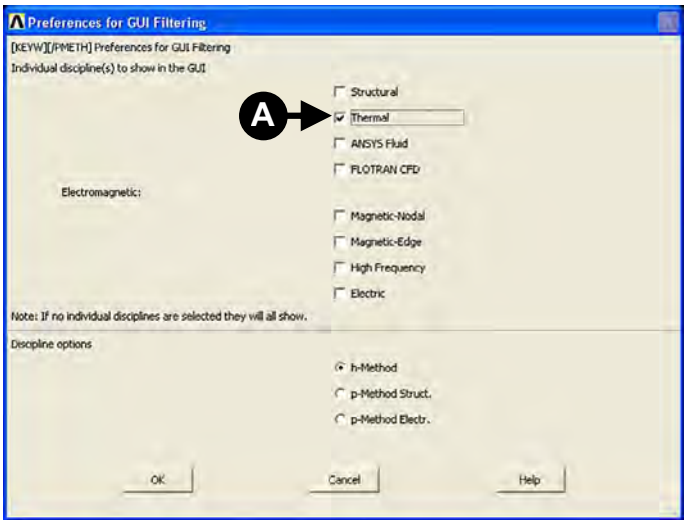 Preferences for GUI Filtering
[KEYW][/PMETH] Preferences for GUI Filtering
Individual discipline(s) to show in the GUI
Structural
A
Thermal
ANSYS Fluid
FLOTRAN CFD
Electromagnetic:
Magnetic-Nodal
Magnetic-Edge
High Frequency
Electric
Note: If no individual disciplines are selected they will all show.
Discipline options
h-Method
p-Method Struct.
p-Method Electr.
OK Cancel Help